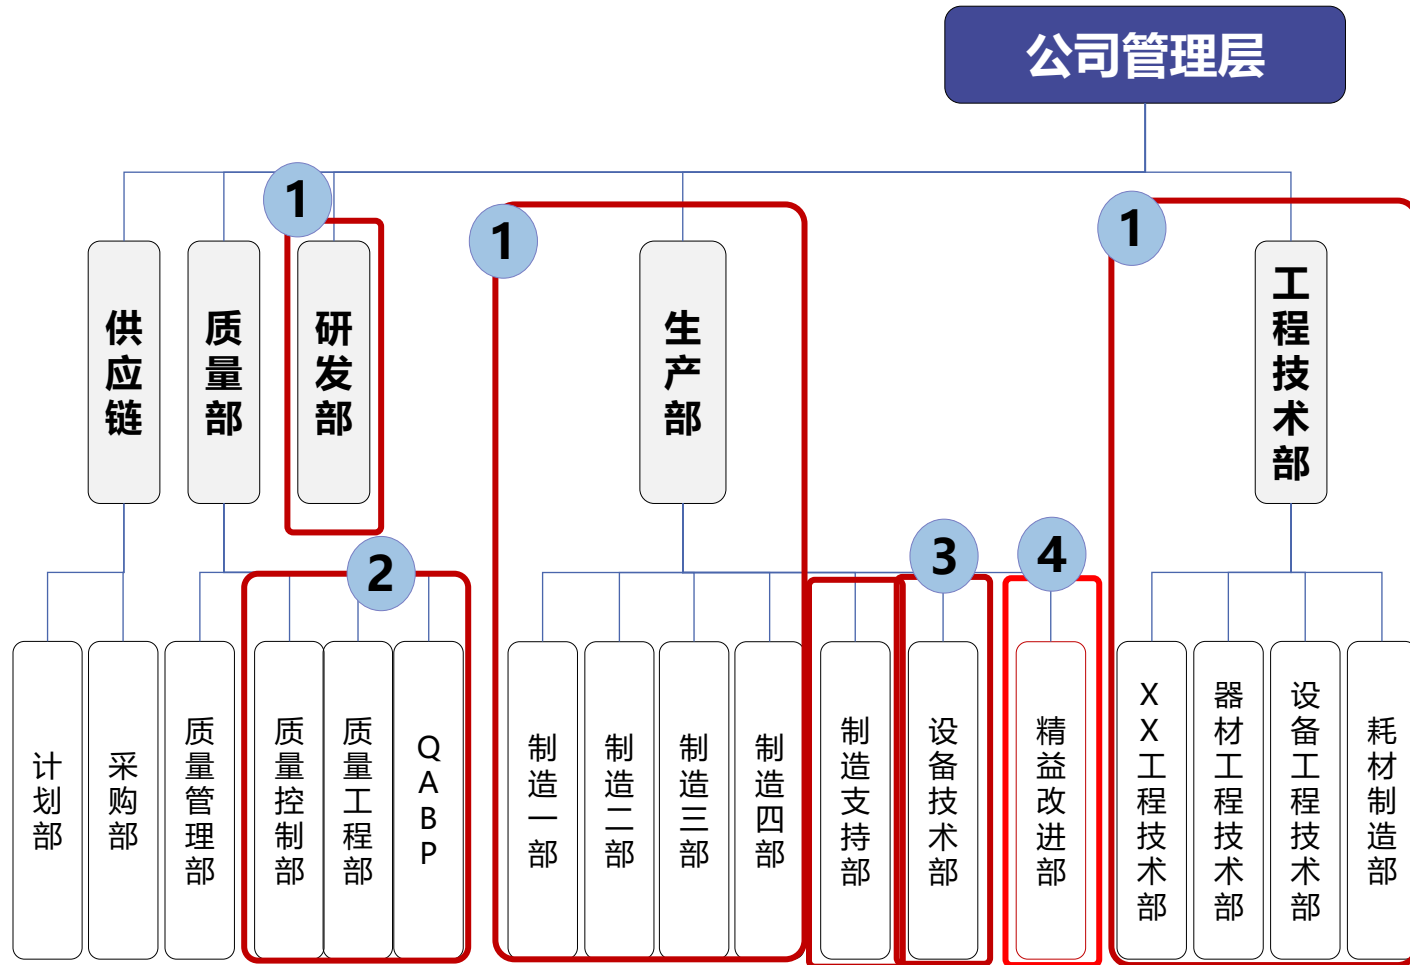 公司管理层
1
1
1
供应链
质量部
研发部
生产部
工程技术部
2
3
4
计划部
采购部
质量管理部
质量控制部
质量工程部
QABP
制造一部
制造二部
制造三部
制造四部
制造支持部
设备技术部
精益改进部
XX工程技术部
器材工程技术部
设备工程技术部
耗材制造部